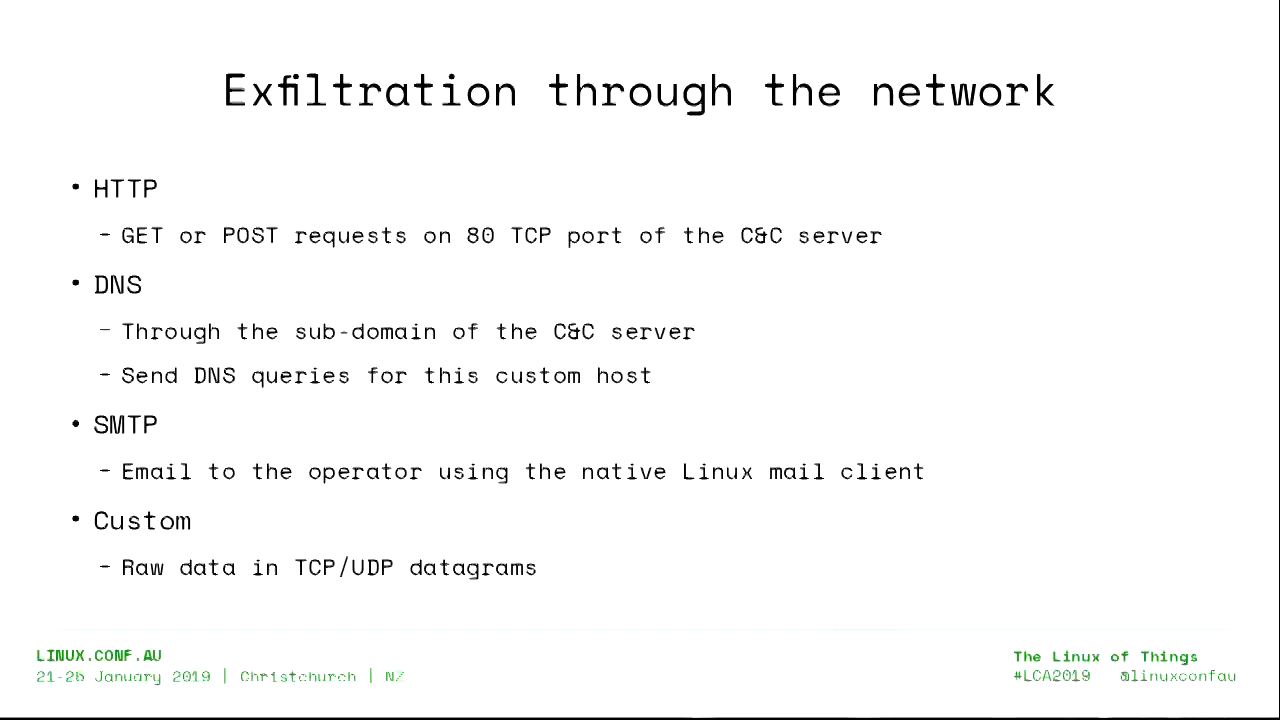 Exfiltration through the network
• HTTP
– GET or POST requests on 80 TCP port of the C&C server
• DNS
– Through the sub-domain of the C&C server
– Send DNS queries for this custom host
• SMTP
– Email to the operator using the native Linux mail client
• Custom
– Raw data in TCP/UDP datagrams
LINUX.CONF.AU
21-25 January 2019 | Christchurch | NZ
The Linux of Things
#LCA2019 @linuxconfau